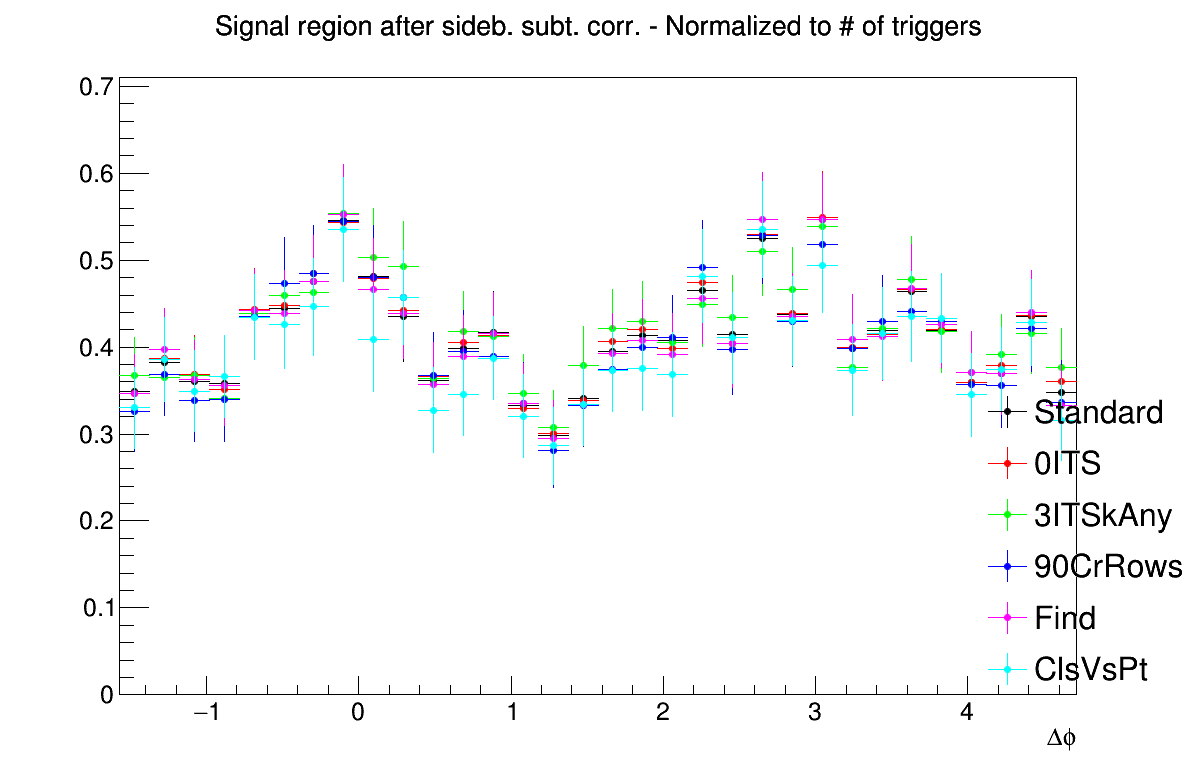 Signal region after sideb. subt. corr. - Normalized to # of triggers
0.7
0.6
0.5
0.4
0.3
0.2
0.1
0
Standard
0ITS
3ITSkAny
90CrRows
Find
ClsVsPt
−1 0 1 2 3 4
Δϕ